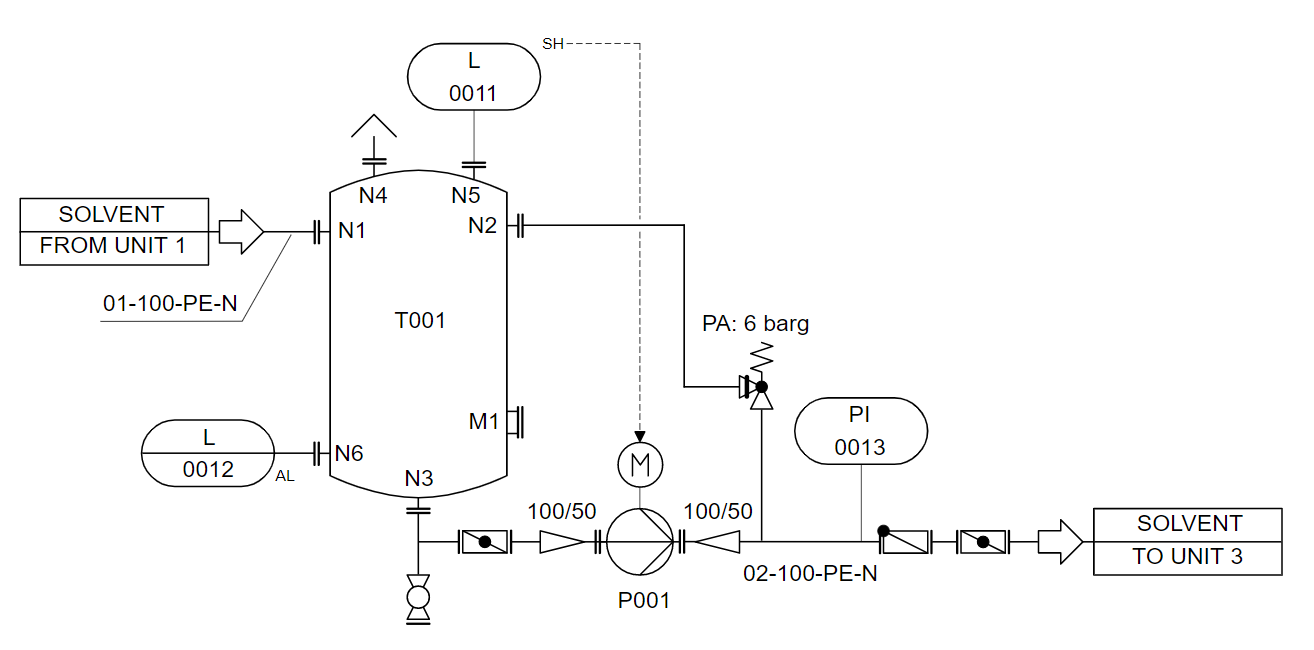 SH
L
0011
N4
N5
SOLVENT
FROM UNIT 1
N1
N2
01-100-PE-N
T001
PA: 6 barg
M1
PI
0013
L
0012
AL
N6
N3
M
100/50
100/50
SOLVENT
TO UNIT 3
02-100-PE-N
P001